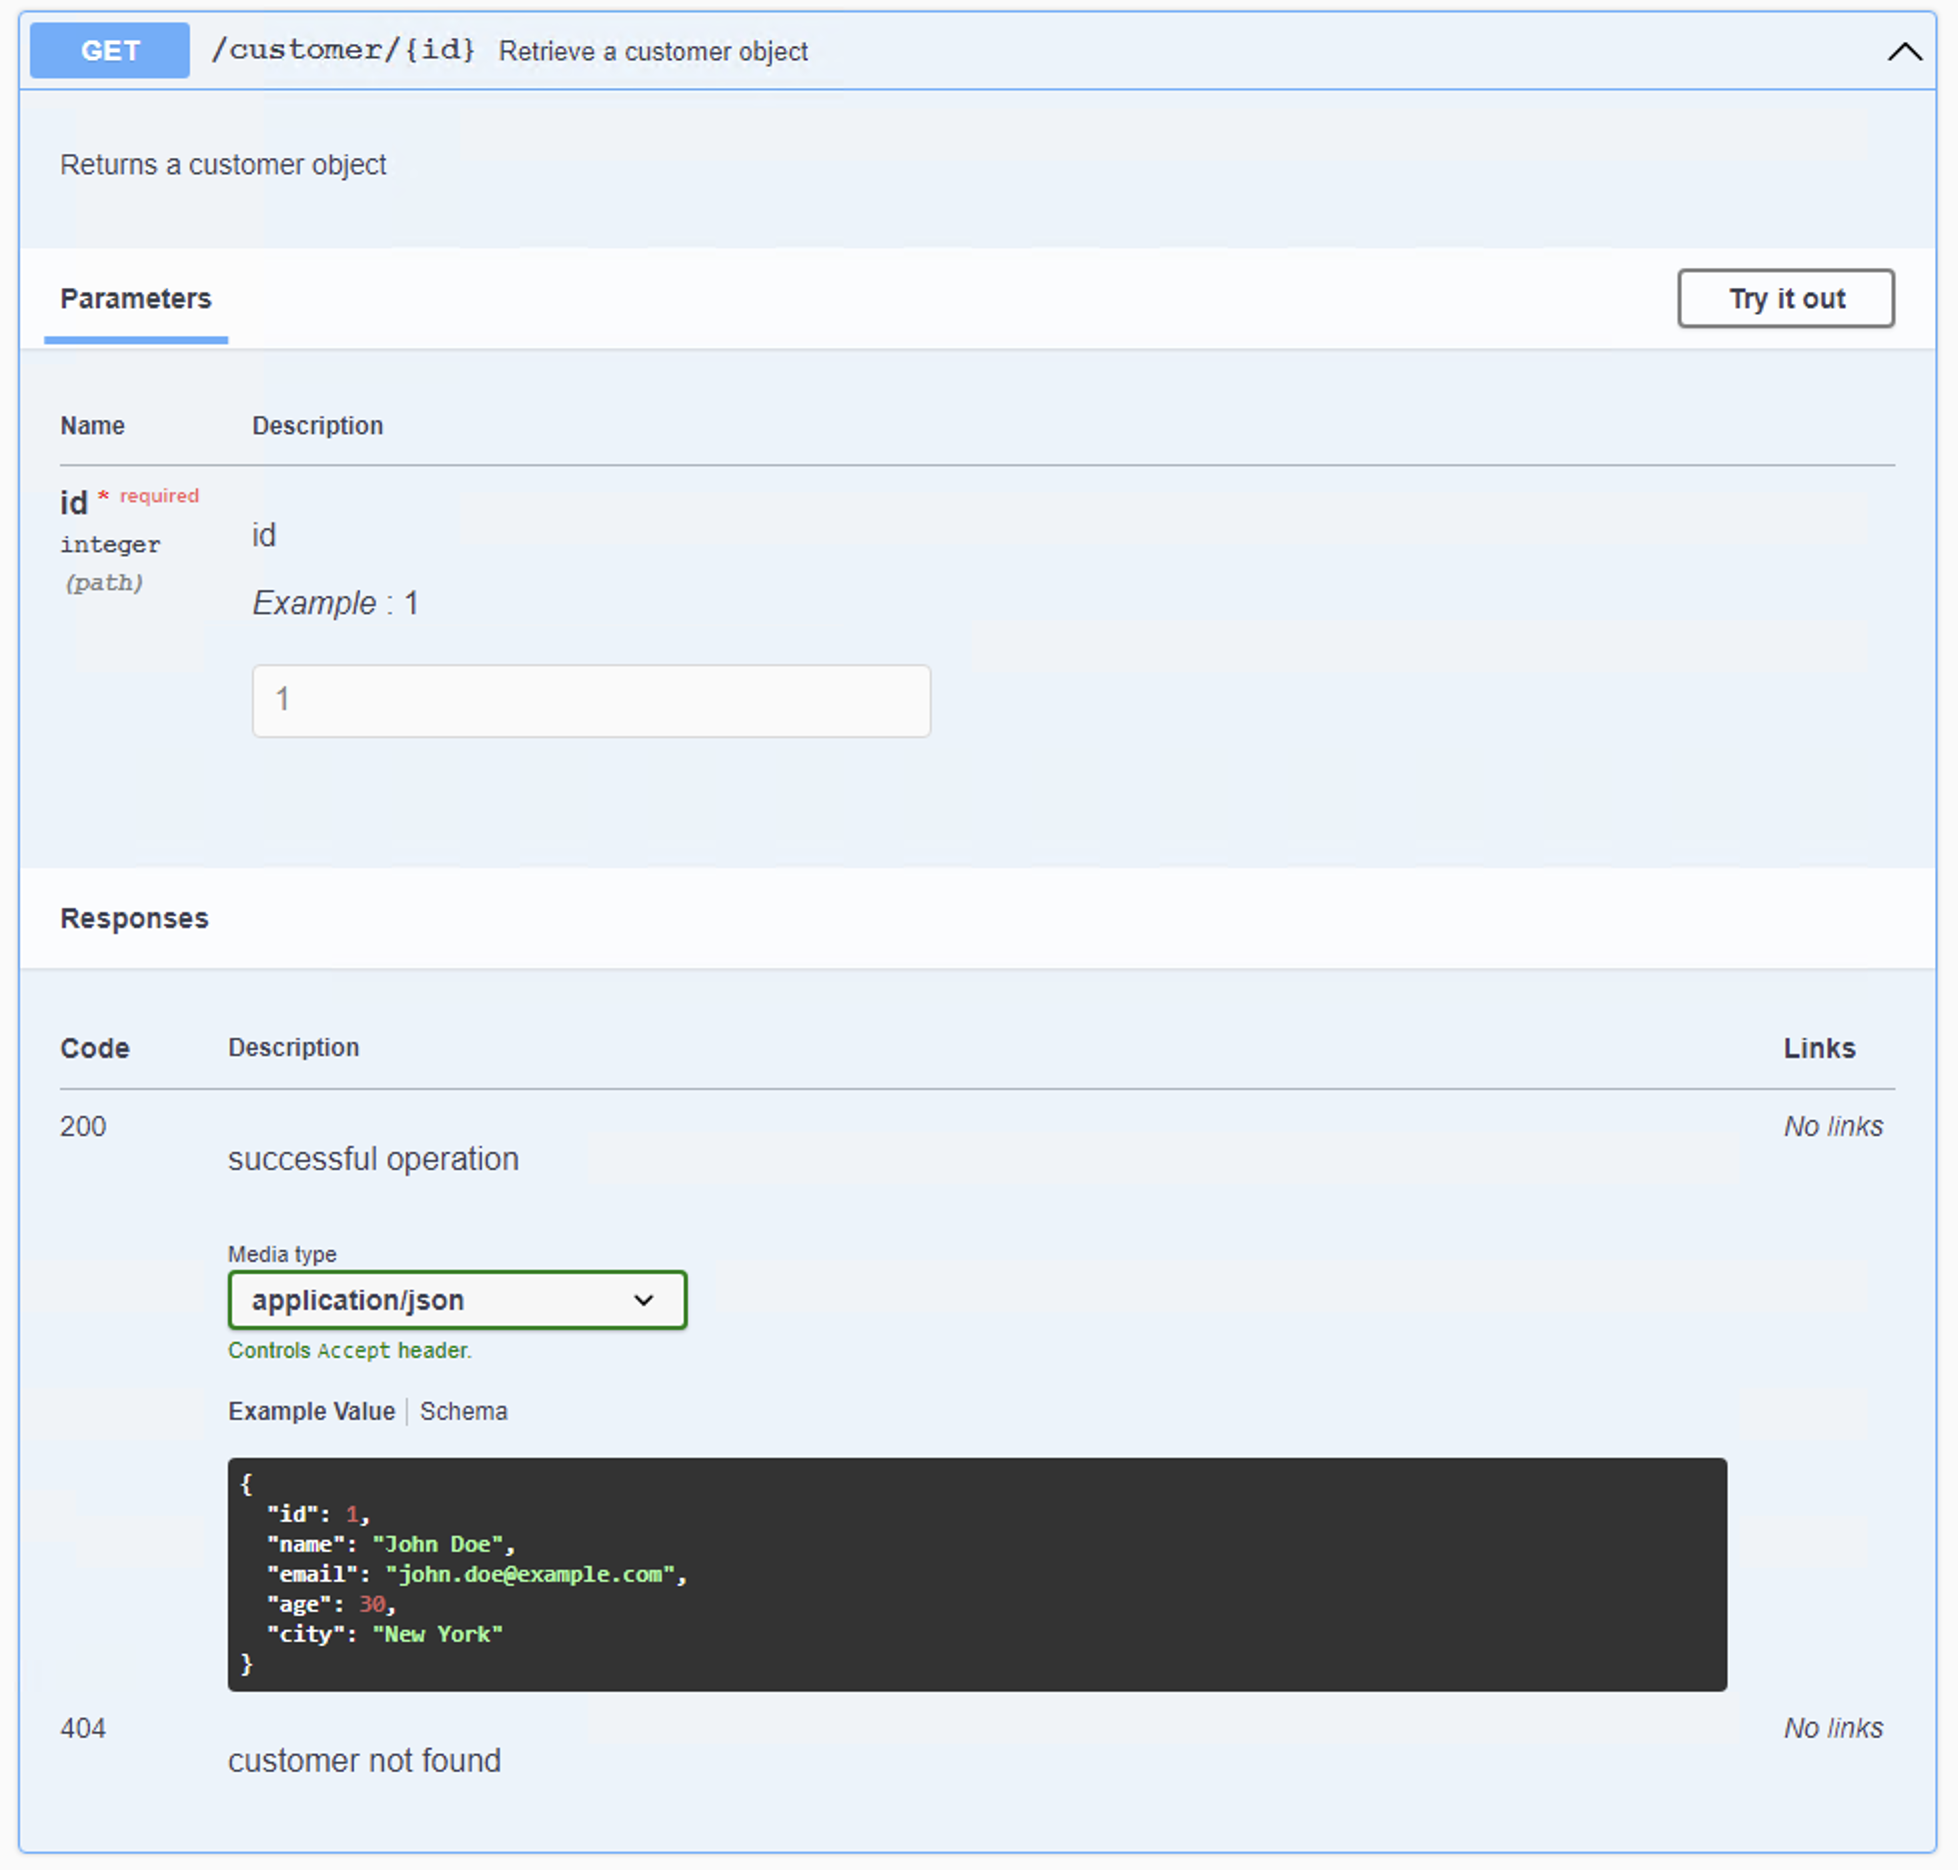 GET /customer/{id} Retrieve a customer object
Returns a customer object
Parameters
Try it out
Name Description
id * required
integer
(path)
id
Example : 1
1
Responses
Code Description Links
200
successful operation
No links
Media type
application/json
Controls Accept header.
Example Value | Schema
{
  "id": 1,
  "name": "John Doe",
  "email": "john.doe@example.com",
  "age": 30,
  "city": "New York"
}
404
customer not found
No links